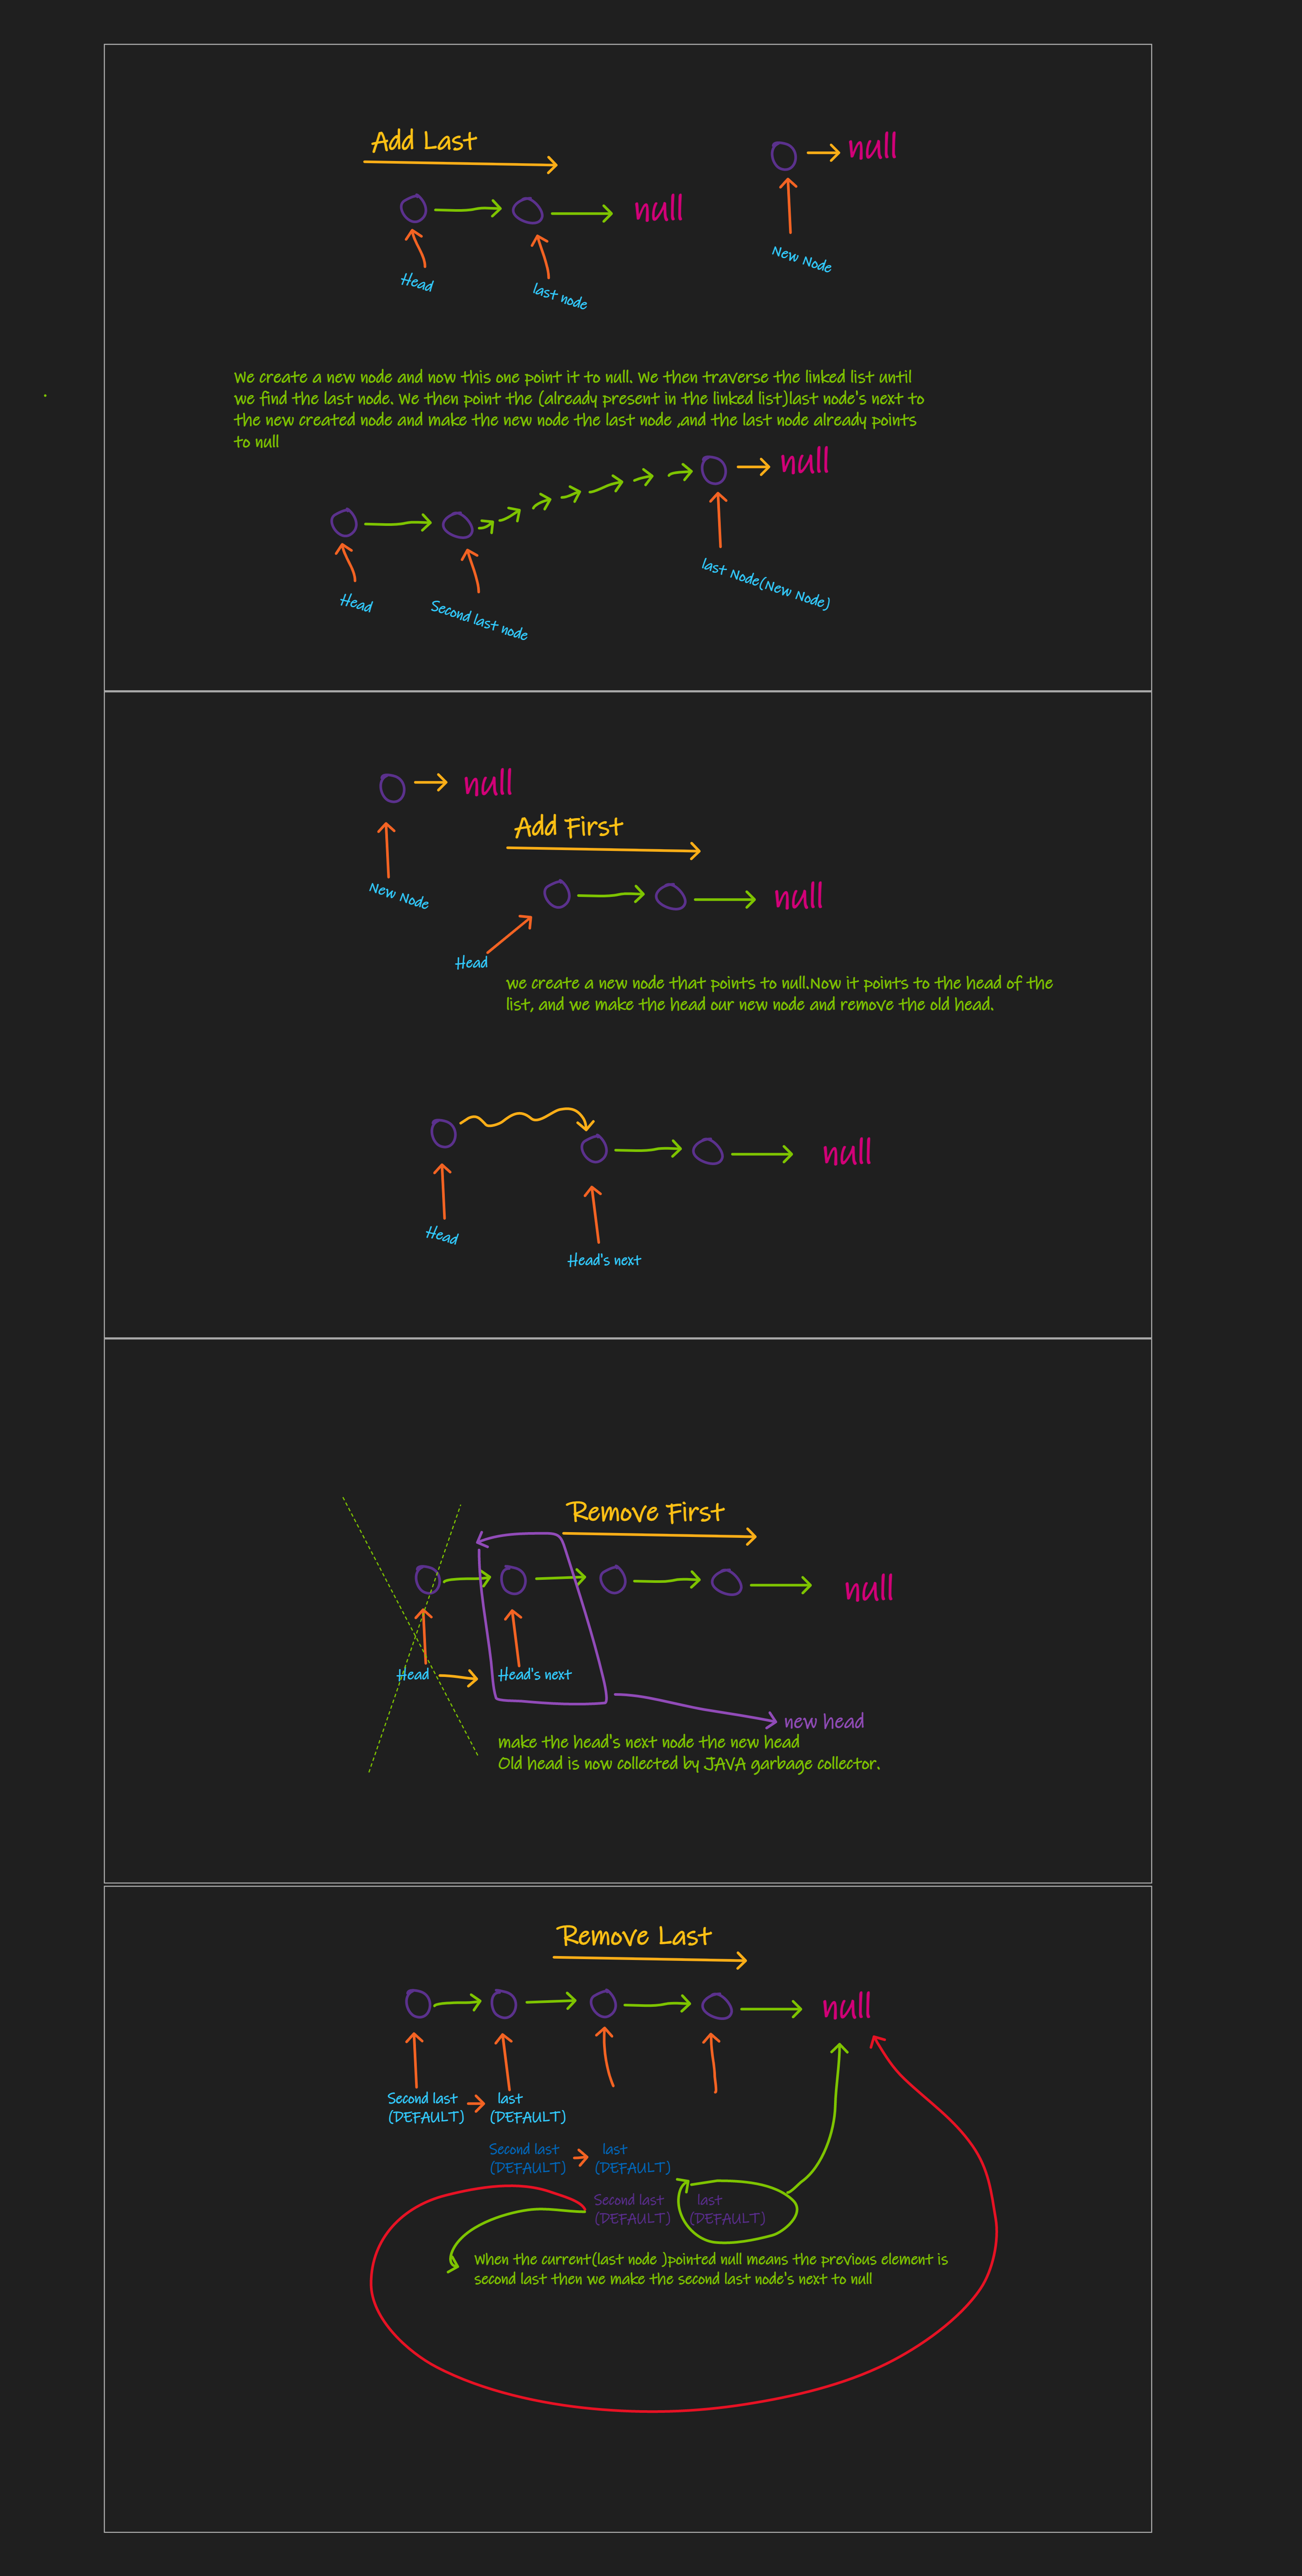 Add Last
null
null
Head
last node
New Node
We create a new node and now this one point it to null. We then traverse the linked list until
we find the last node. We then point the (already present in the linked list)last node's next to
the new created node and make the new node the last node ,and the last node already points
to null
null
Head
Second last node
last Node(New Node)
null
New Node
Add First
null
Head
we create a new node that points to null.Now it points to the head of the
list, and we make the head our new node and remove the old head.
null
Head
Head's next
Remove First
null
Head
Head's next
new head
make the head's next node the new head
Old head is now collected by JAVA garbage collector.
Remove Last
null
Second last
(DEFAULT)
last
(DEFAULT)
Second last
(DEFAULT)
last
(DEFAULT)
Second last
(DEFAULT)
last
(DEFAULT)
When the current(last node )pointed null means the previous element is
second last then we make the second last node's next to null